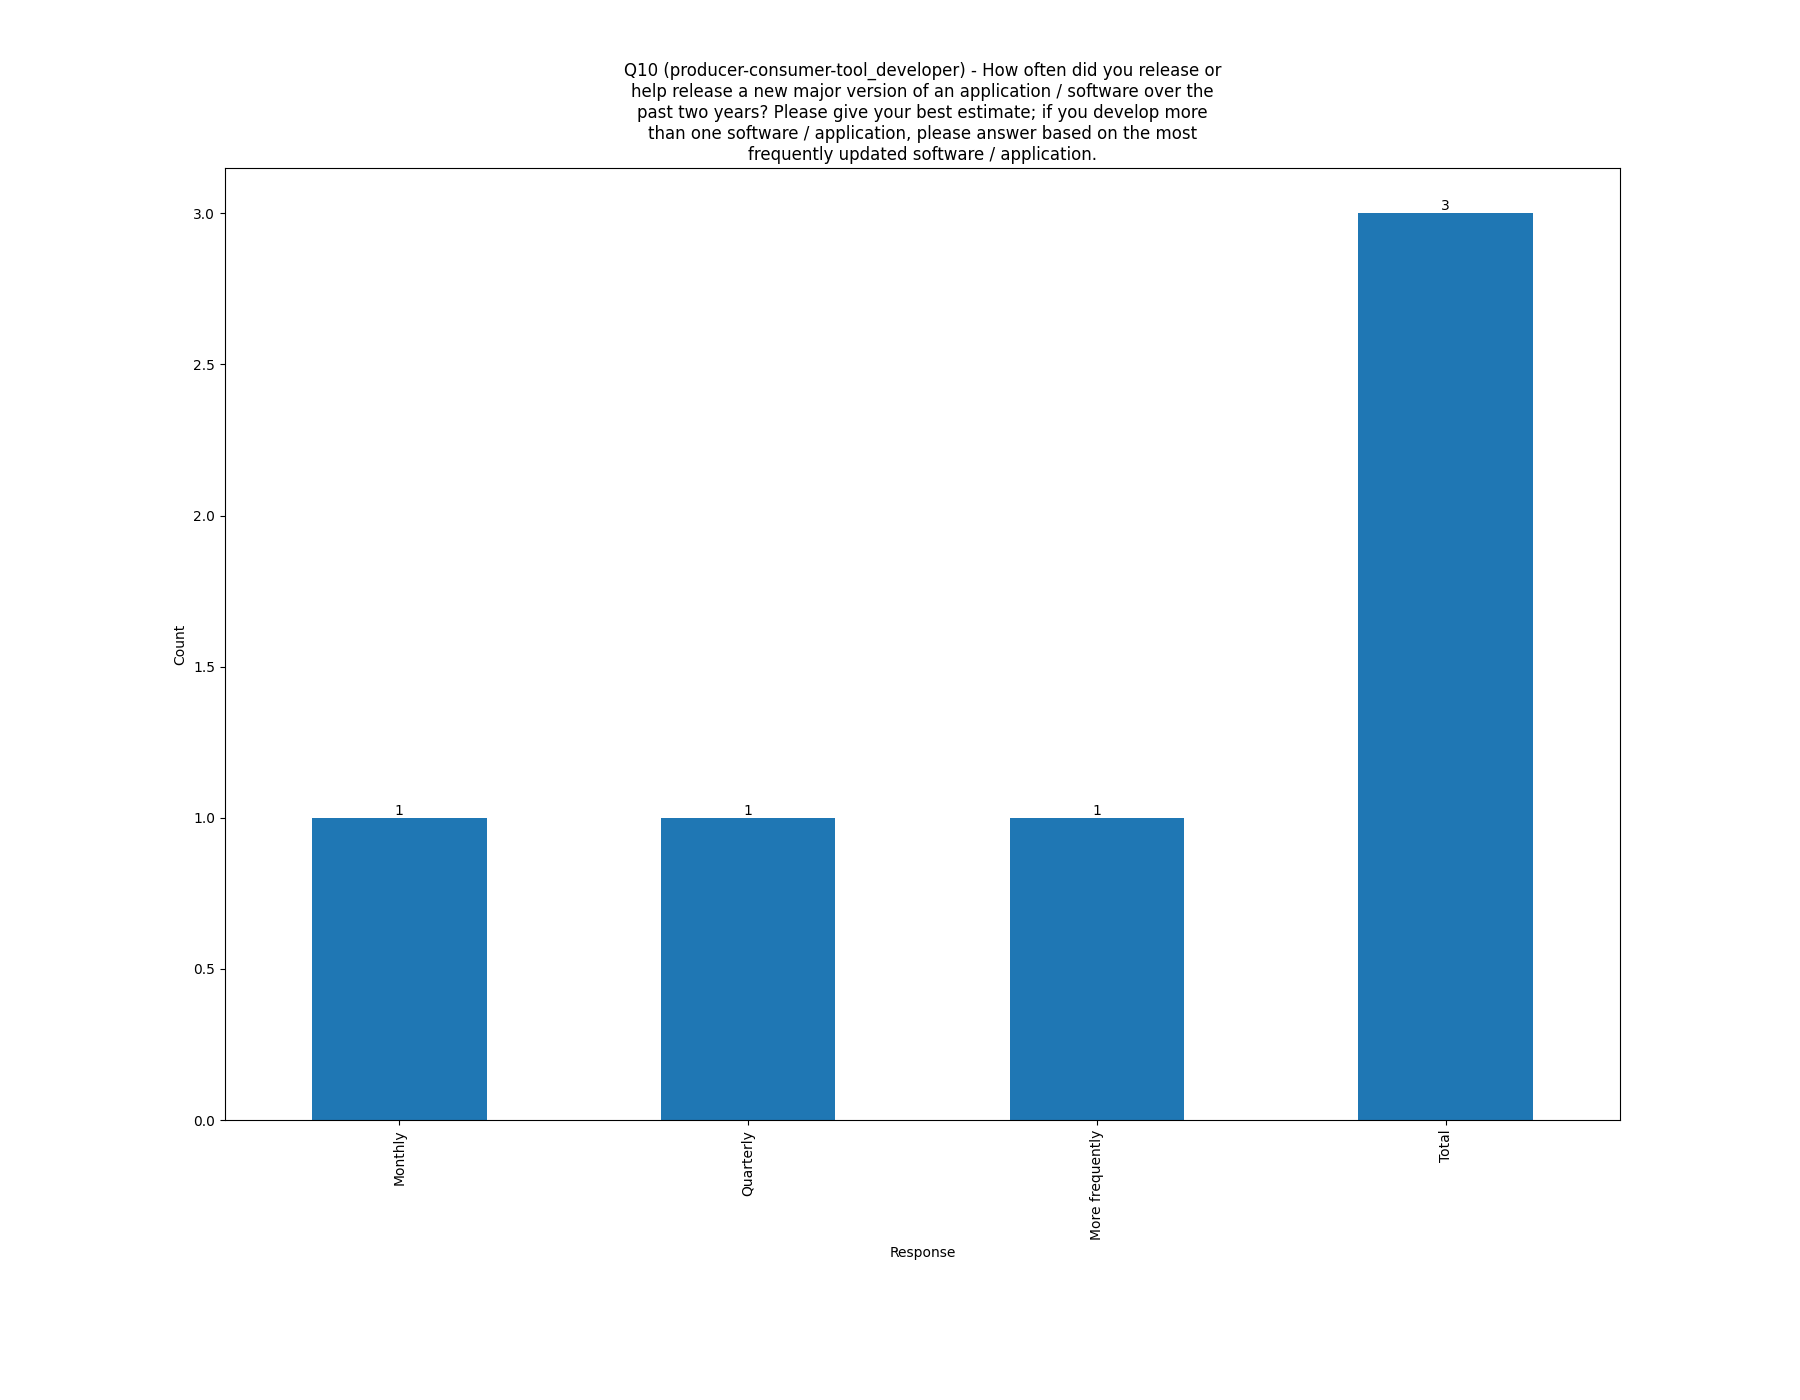 Q10 (producer-consumer-tool_developer) - How often did you release or
help release a new major version of an application / software over the
past two years? Please give your best estimate; if you develop more
than one software / application, please answer based on the most
frequently updated software / application.
3.0
2.5
2.0
1.5
1.0
0.5
0.0
Count
1
1
1
3
Monthly
Quarterly
More frequently
Total
Response